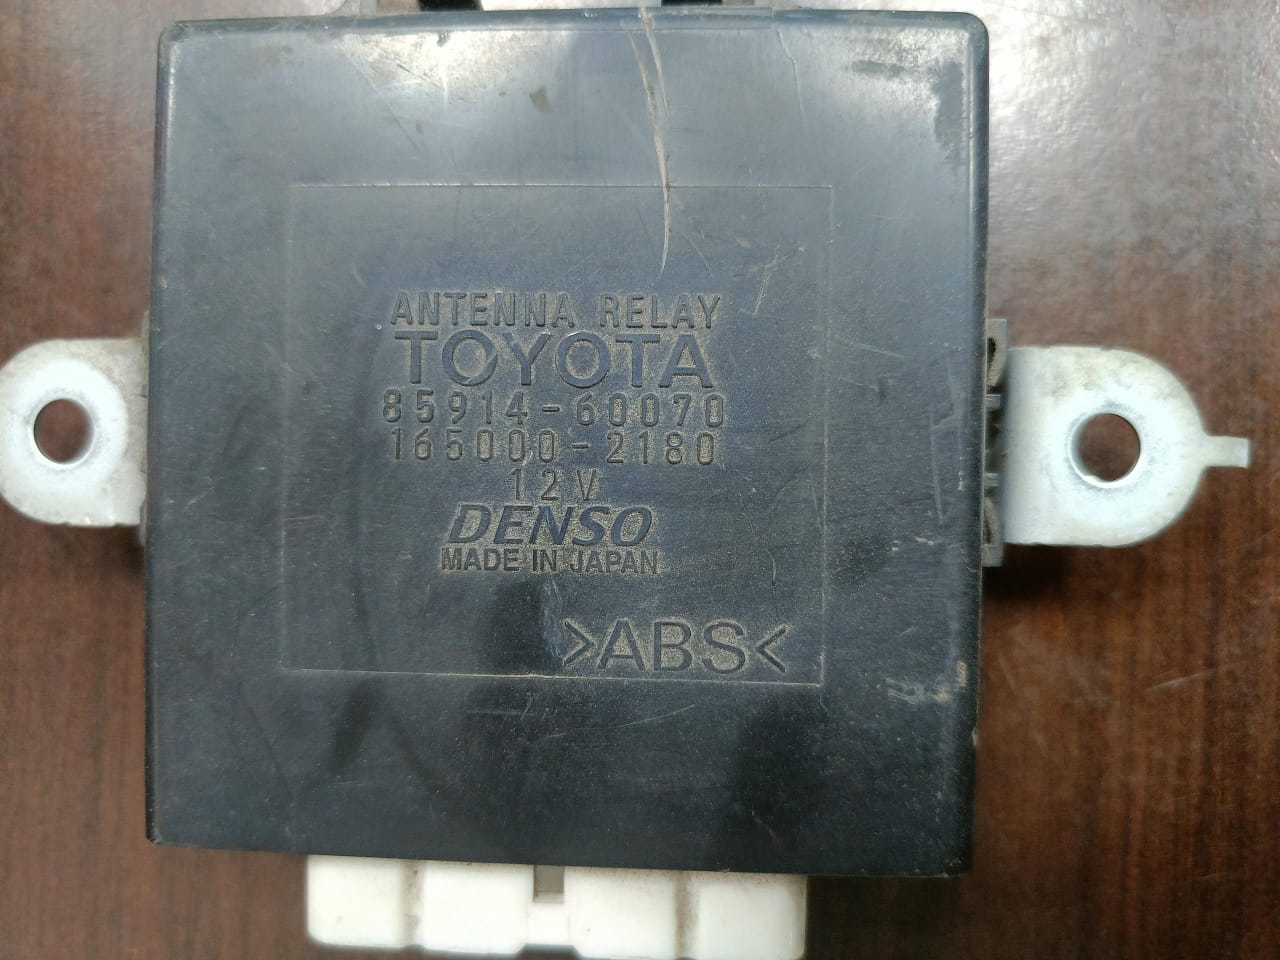 ANTENNA RELAY
TOYOTA
85914-60070
165000-2180
12V
DENSO
MADE IN JAPAN
>ABS<